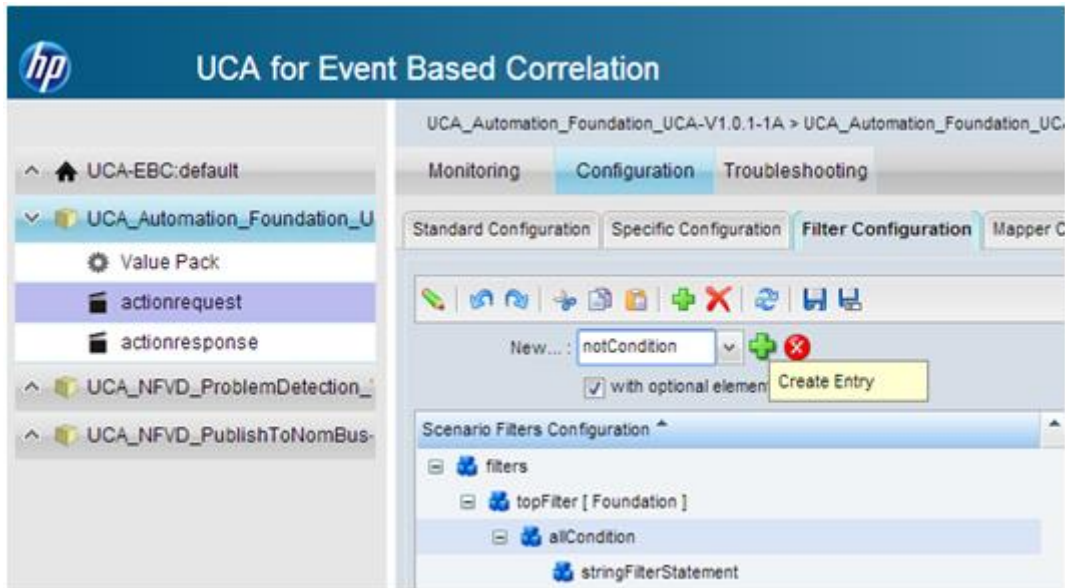 hp
UCA for Event Based Correlation
UCA_Automation_Foundation_UCA-V1.0.1-1A > UCA_Automation_Foundation_UCA
UCA-EBC:default
Monitoring Configuration Troubleshooting
UCA_Automation_Foundation_U
Standard Configuration Specific Configuration Filter Configuration Mapper C
Value Pack
actionrequest
actionresponse
New... : notCondition
UCA_NFVD_ProblemDetection_
with optional elemen Create Entry
UCA_NFVD_PublishToNomBus-
Scenario Filters Configuration
filters
topFilter [ Foundation ]
allCondition
stringFilterStatement